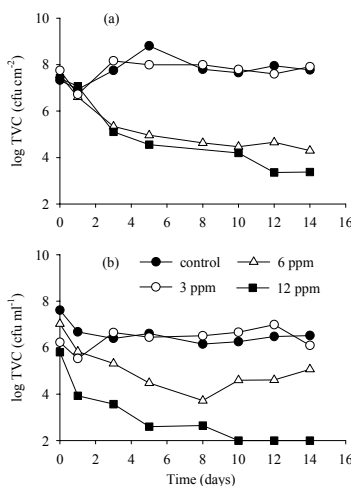 (a)
log TVC (cfu cm⁻²)
10
8
6
4
2
0 2 4 6 8 10 12 14 16
(b)
control
3 ppm
6 ppm
12 ppm
log TVC (cfu ml⁻¹)
10
8
6
4
2
0 2 4 6 8 10 12 14 16
Time (days)